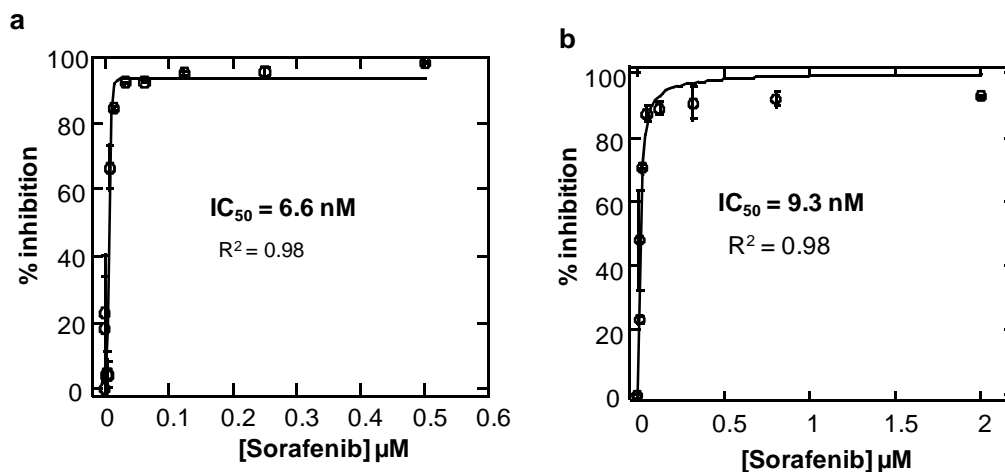 a
100
80
60
40
20
0
% inhibition
IC50 = 6.6 nM
R2 = 0.98
0 0.1 0.2 0.3 0.4 0.5 0.6
[Sorafenib] µM
b
100
80
60
40
20
0
% inhibition
IC50 = 9.3 nM
R2 = 0.98
0 0.5 1 1.5 2
[Sorafenib] µM